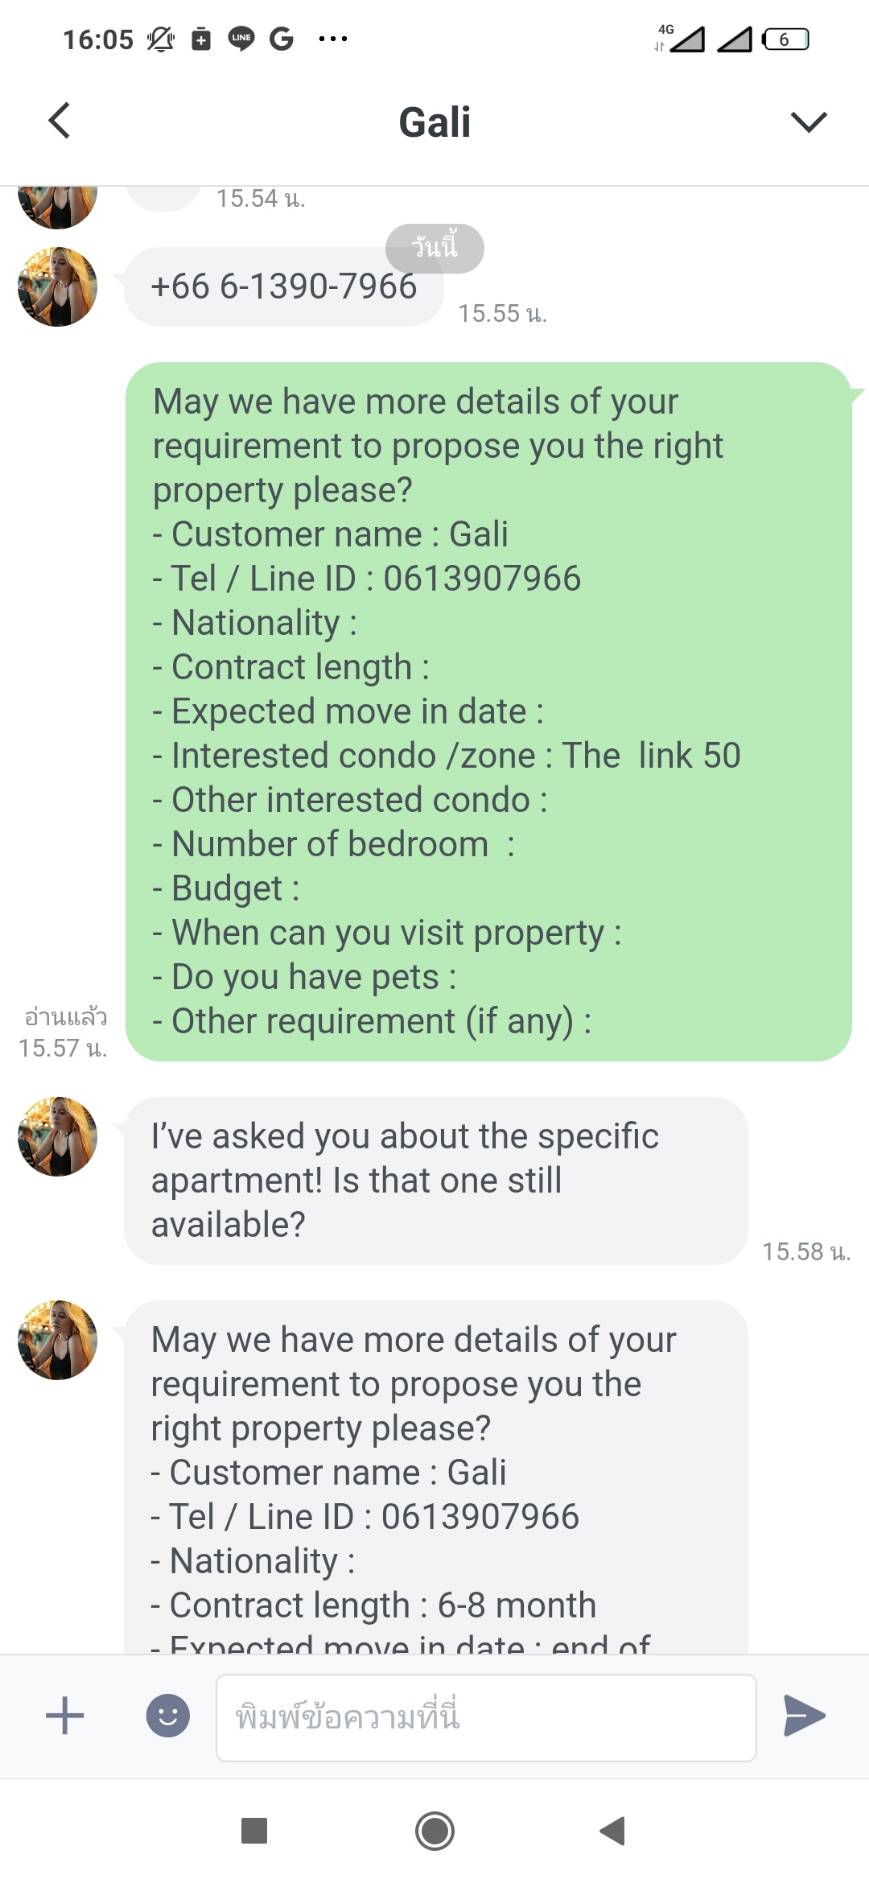 16:05
LINE
G
4G
6
Gali
15.54 น.
วันนี้
+66 6-1390-7966
15.55 น.
May we have more details of your
requirement to propose you the right
property please?
- Customer name : Gali
- Tel / Line ID : 0613907966
- Nationality :
- Contract length :
- Expected move in date :
- Interested condo /zone : The  link 50
- Other interested condo :
- Number of bedroom  :
- Budget :
- When can you visit property :
- Do you have pets :
- Other requirement (if any) :
อ่านแล้ว
15.57 น.
I've asked you about the specific
apartment! Is that one still
available?
15.58 น.
May we have more details of your
requirement to propose you the
right property please?
- Customer name : Gali
- Tel / Line ID : 0613907966
- Nationality :
- Contract length : 6-8 month
- Expected move in date : end of
พิมพ์ข้อความที่นี่